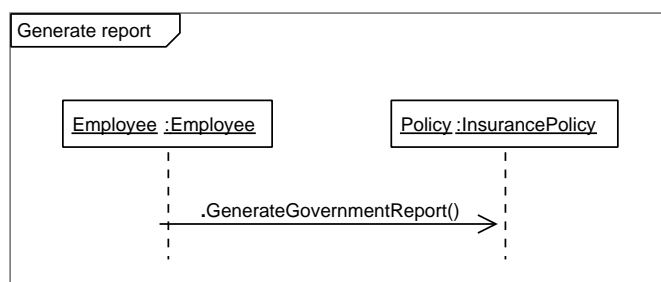 Generate report
Employee :Employee
Policy :InsurancePolicy
.GenerateGovernmentReport()